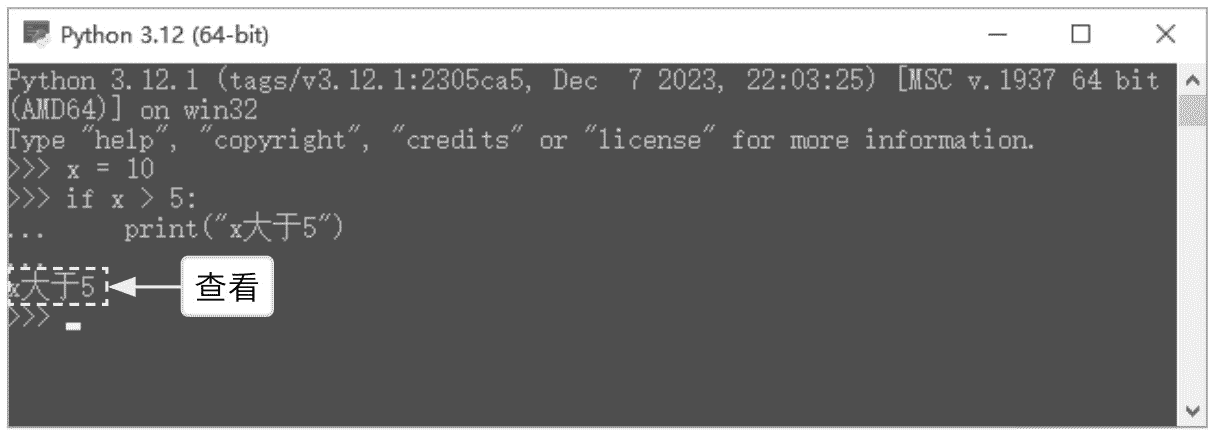 Python 3.12 (64-bit)
Python 3.12.1 (tags/v3.12.1:2305ca5, Dec  7 2023, 22:03:25) [MSC v.1937 64 bit
(AMD64)] on win32
Type "help", "copyright", "credits" or "license" for more information.
>>> x = 10
>>> if x > 5:
...     print("x大于5")
...
x大于5
查看
>>>